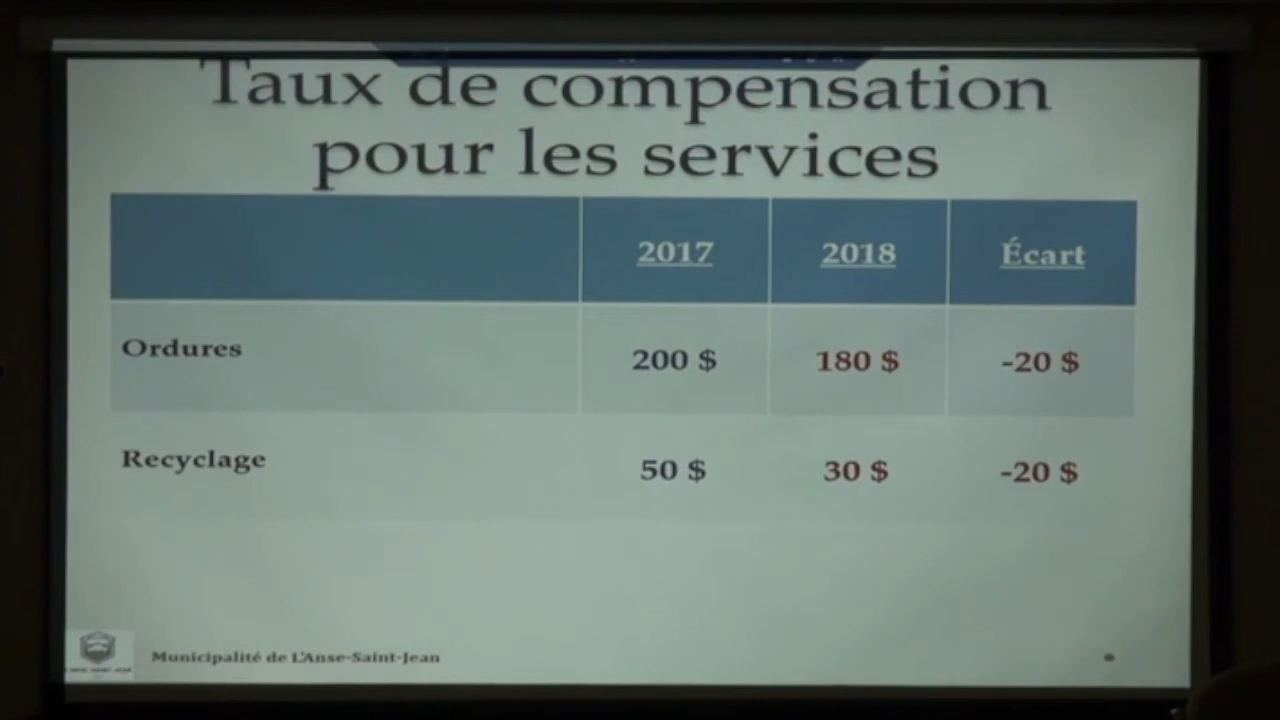 Taux de compensation
pour les services
2017 2018 Écart
Ordures 200 $ 180 $ -20 $
Recyclage 50 $ 30 $ -20 $
Municipalité de L'Anse-Saint-Jean